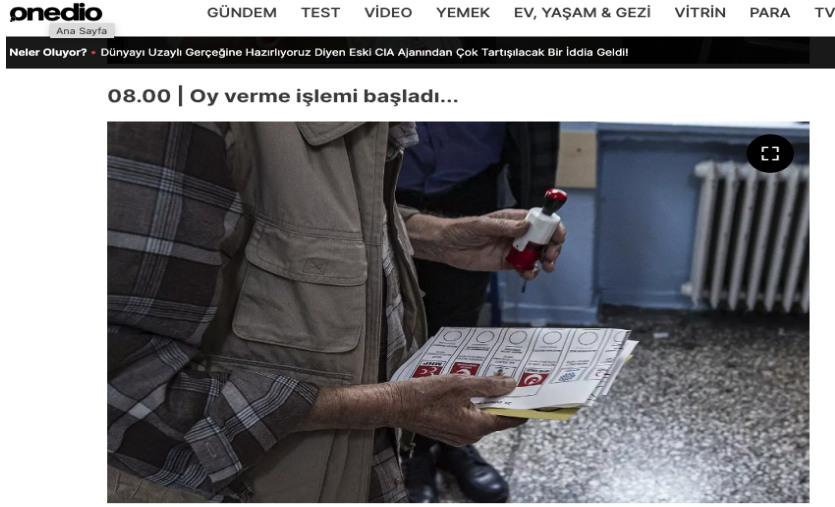 onedio
GÜNDEM TEST VİDEO YEMEK EV, YAŞAM & GEZİ VİTRİN PARA TV
Ana Sayfa
Neler Oluyor? • Dünyayı Uzaylı Gerçeğine Hazırlıyoruz Diyen Eski CIA Ajanından Çok Tartışılacak Bir İddia Geldi!
08.00 | Oy verme işlemi başladı...
MHP